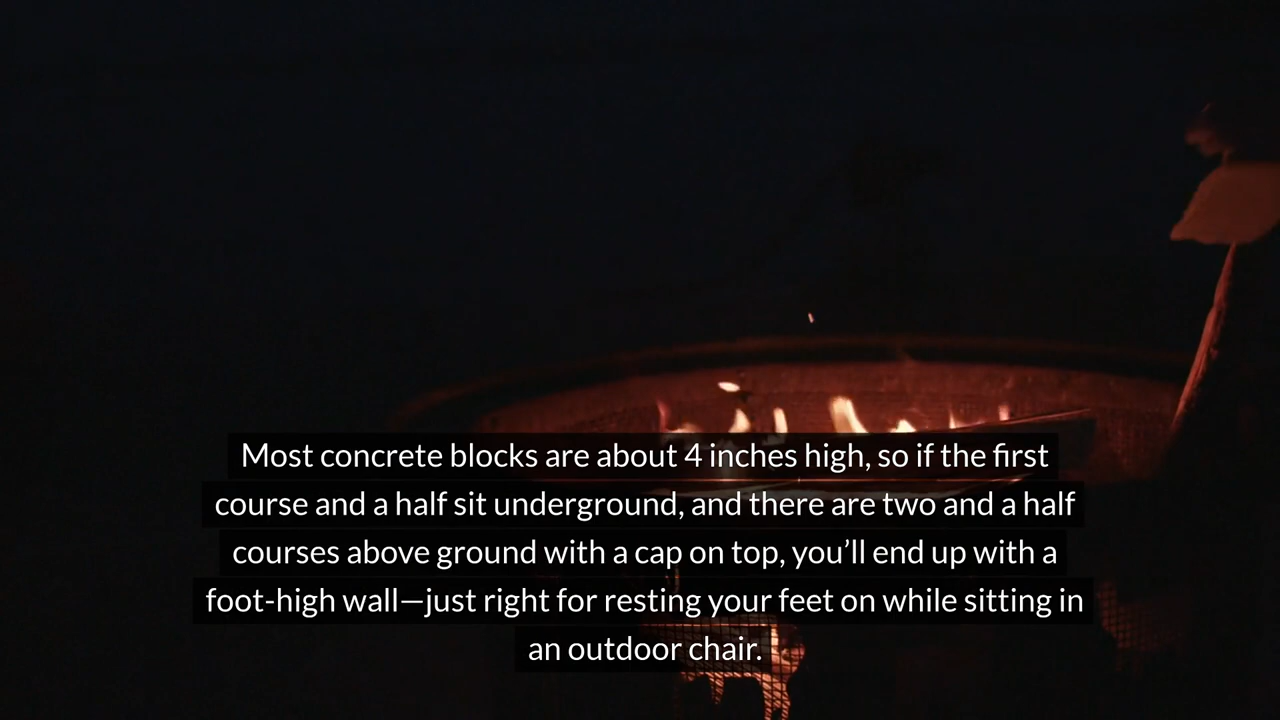 Most concrete blocks are about 4 inches high, so if the first
course and a half sit underground, and there are two and a half
courses above ground with a cap on top, you’ll end up with a
foot-high wall—just right for resting your feet on while sitting in
an outdoor chair.